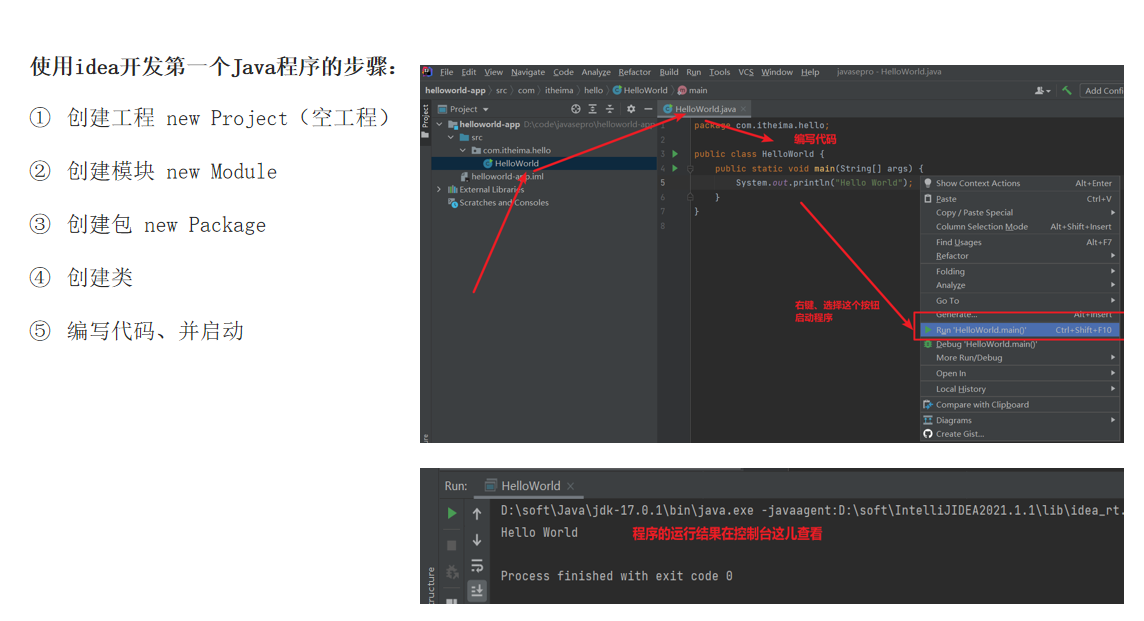 使用idea开发第一个Java程序的步骤：
① 创建工程 new Project（空工程）
② 创建模块 new Module
③ 创建包 new Package
④ 创建类
⑤ 编写代码、并启动
File Edit View Navigate Code Analyze Refactor Build Run Tools VCS Window Help javasepro - HelloWorld.java
helloworld-app src com itheima hello HelloWorld main Add Confi
Project
Project
HelloWorld.java
helloworld-app D:\code\javasepro\helloworld-app
src
com.itheima.hello
HelloWorld
helloworld-app.iml
External Libraries
Scratches and Consoles
1 package com.itheima.hello;
编写代码
2
3 public class HelloWorld {
4 public static void main(String[] args) {
5 System.out.println("Hello World");
6 }
7 }
8
右键、选择这个按钮
启动程序
Show Context Actions Alt+Enter
Paste Ctrl+V
Copy / Paste Special
Column Selection Mode Alt+Shift+Insert
Find Usages Alt+F7
Refactor
Folding
Analyze
Go To
Generate... Alt+Insert
Run 'HelloWorld.main()' Ctrl+Shift+F10
Debug 'HelloWorld.main()'
More Run/Debug
Open In
Local History
Compare with Clipboard
Diagrams
Create Gist...
Run: HelloWorld
D:\soft\Java\jdk-17.0.1\bin\java.exe -javaagent:D:\soft\IntelliJIDEA2021.1.1\lib\idea_rt.
Hello World
程序的运行结果在控制台这儿查看
Process finished with exit code 0
ructure